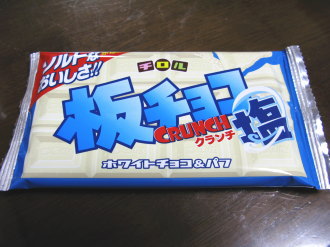 ソルトな
おいしさ!!
チロル
板チョコ
CRUNCH
クランチ
塩
ホワイトチョコ&パフ